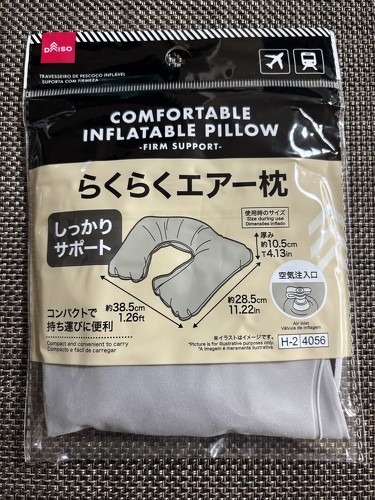 DAISO
TRAVESSEIRO DE PESCOÇO INFLÁVEL
- SUPORTA COM FIRMEZA
COMFORTABLE
INFLATABLE PILLOW
-FIRM SUPPORT-
らくらくエアー枕
しっかり
サポート
使用時のサイズ
Size during use
Dimensões inflado
厚み
約10.5cm
T4.13in
約38.5cm
1.26ft
約28.5cm
11.22in
空気注入口
Air inlet
Válvula de inflagem
コンパクトで
持ち運びに便利
Compact and convenient to carry
Compacto e fácil de carregar
※イラストはイメージです。
*Picture is for illustrative purposes only.
*A imagem é meramente ilustrativa.
H-2 4056